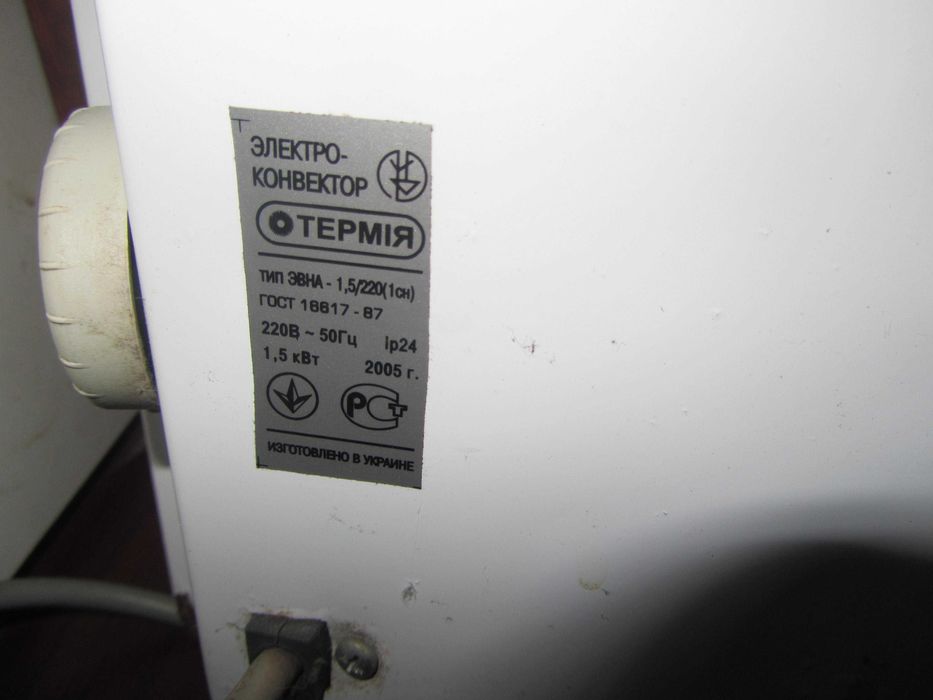 ЭЛЕКТРО-
КОНВЕКТОР
ТЕРМІЯ
ТИП ЭВНА - 1,5/220(1сн)
ГОСТ 16617 - 87
220В ~ 50Гц Ip24
1,5 кВт 2005 г.
РСТ
ИЗГОТОВЛЕНО В УКРАИНЕ